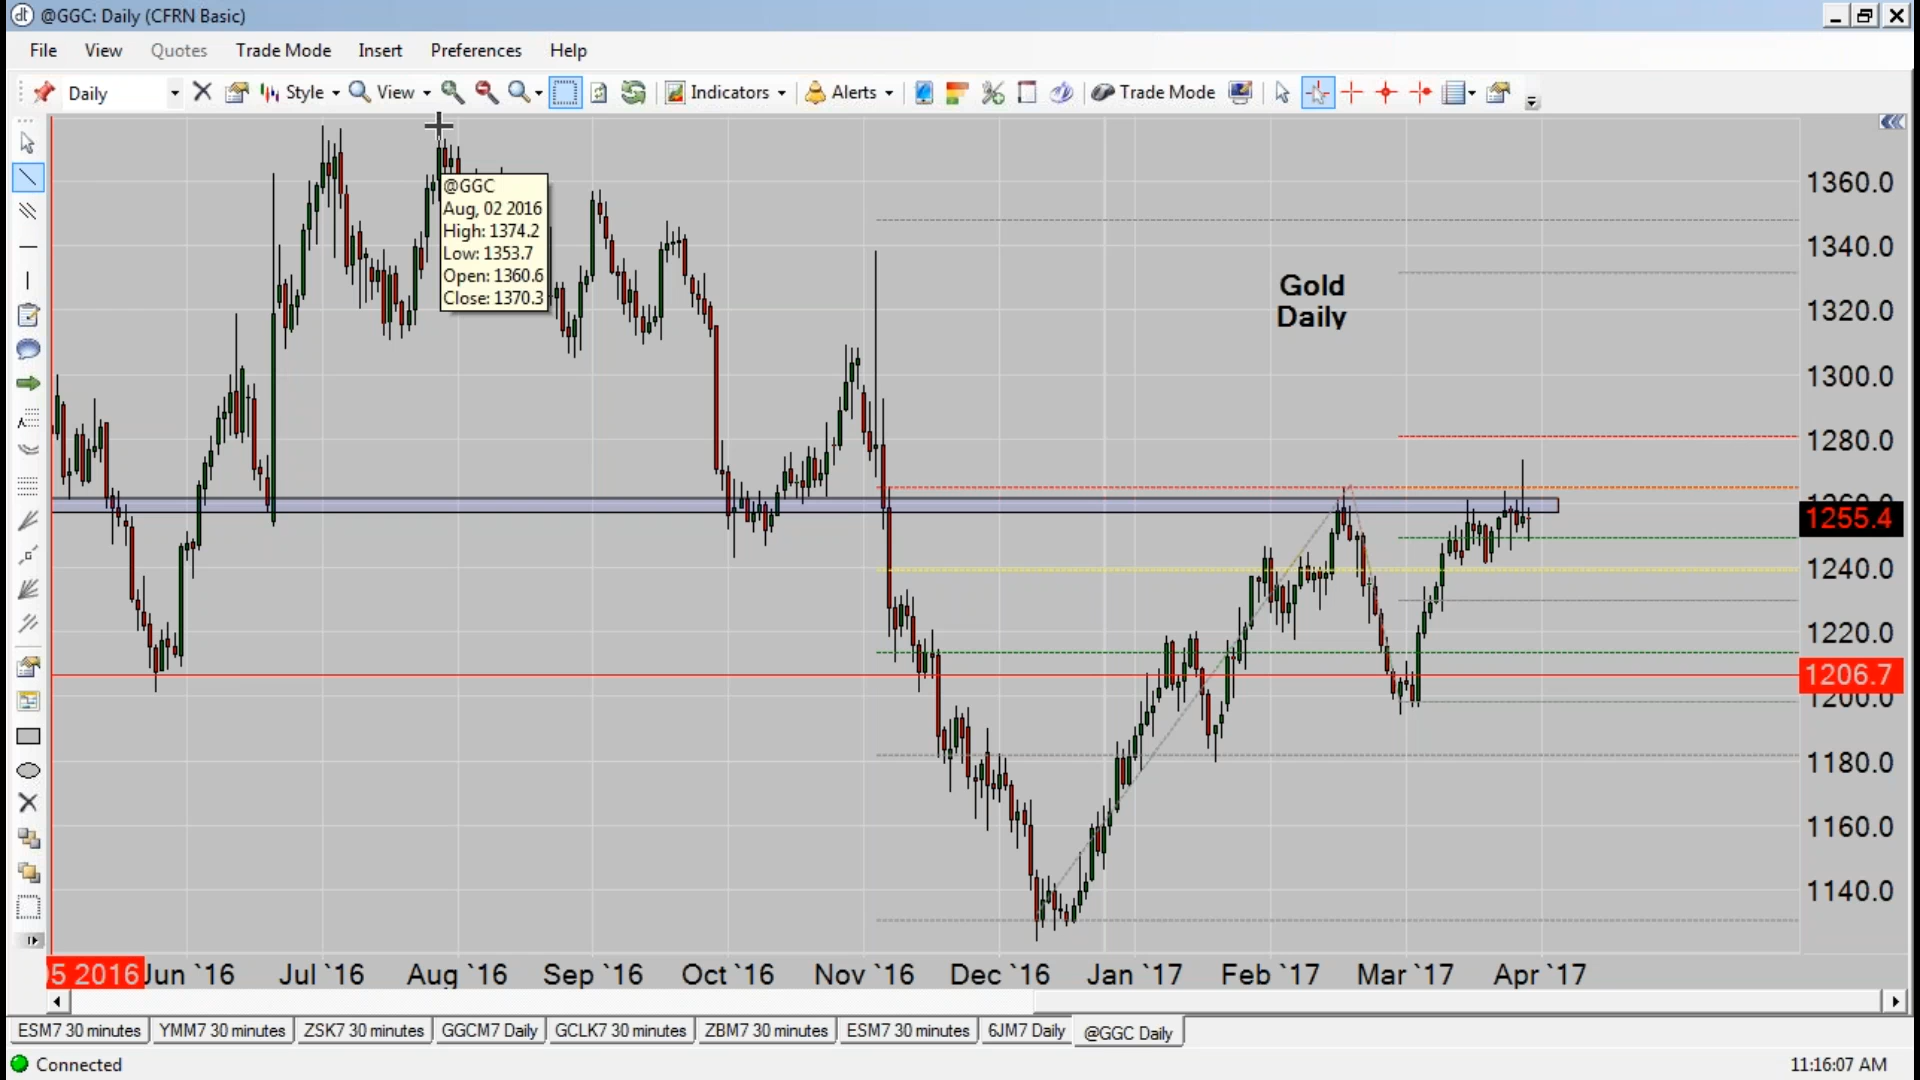 @GGC: Daily (CFRN Basic)
File View Quotes Trade Mode Insert Preferences Help
Daily Style View Indicators Alerts Trade Mode
@GGC
Aug, 02 2016
High: 1374.2
Low: 1353.7
Open: 1360.6
Close: 1370.3
Gold
Daily
1360.0
1340.0
1320.0
1300.0
1280.0
1260.0
1255.4
1240.0
1220.0
1206.7
1200.0
1180.0
1160.0
1140.0
05 2016 Jun `16 Jul `16 Aug `16 Sep `16 Oct `16 Nov `16 Dec `16 Jan `17 Feb `17 Mar `17 Apr `17
ESM7 30 minutes YMM7 30 minutes ZSK7 30 minutes GGCM7 Daily GCLK7 30 minutes ZBM7 30 minutes ESM7 30 minutes 6JM7 Daily @GGC Daily
Connected 11:16:07 AM